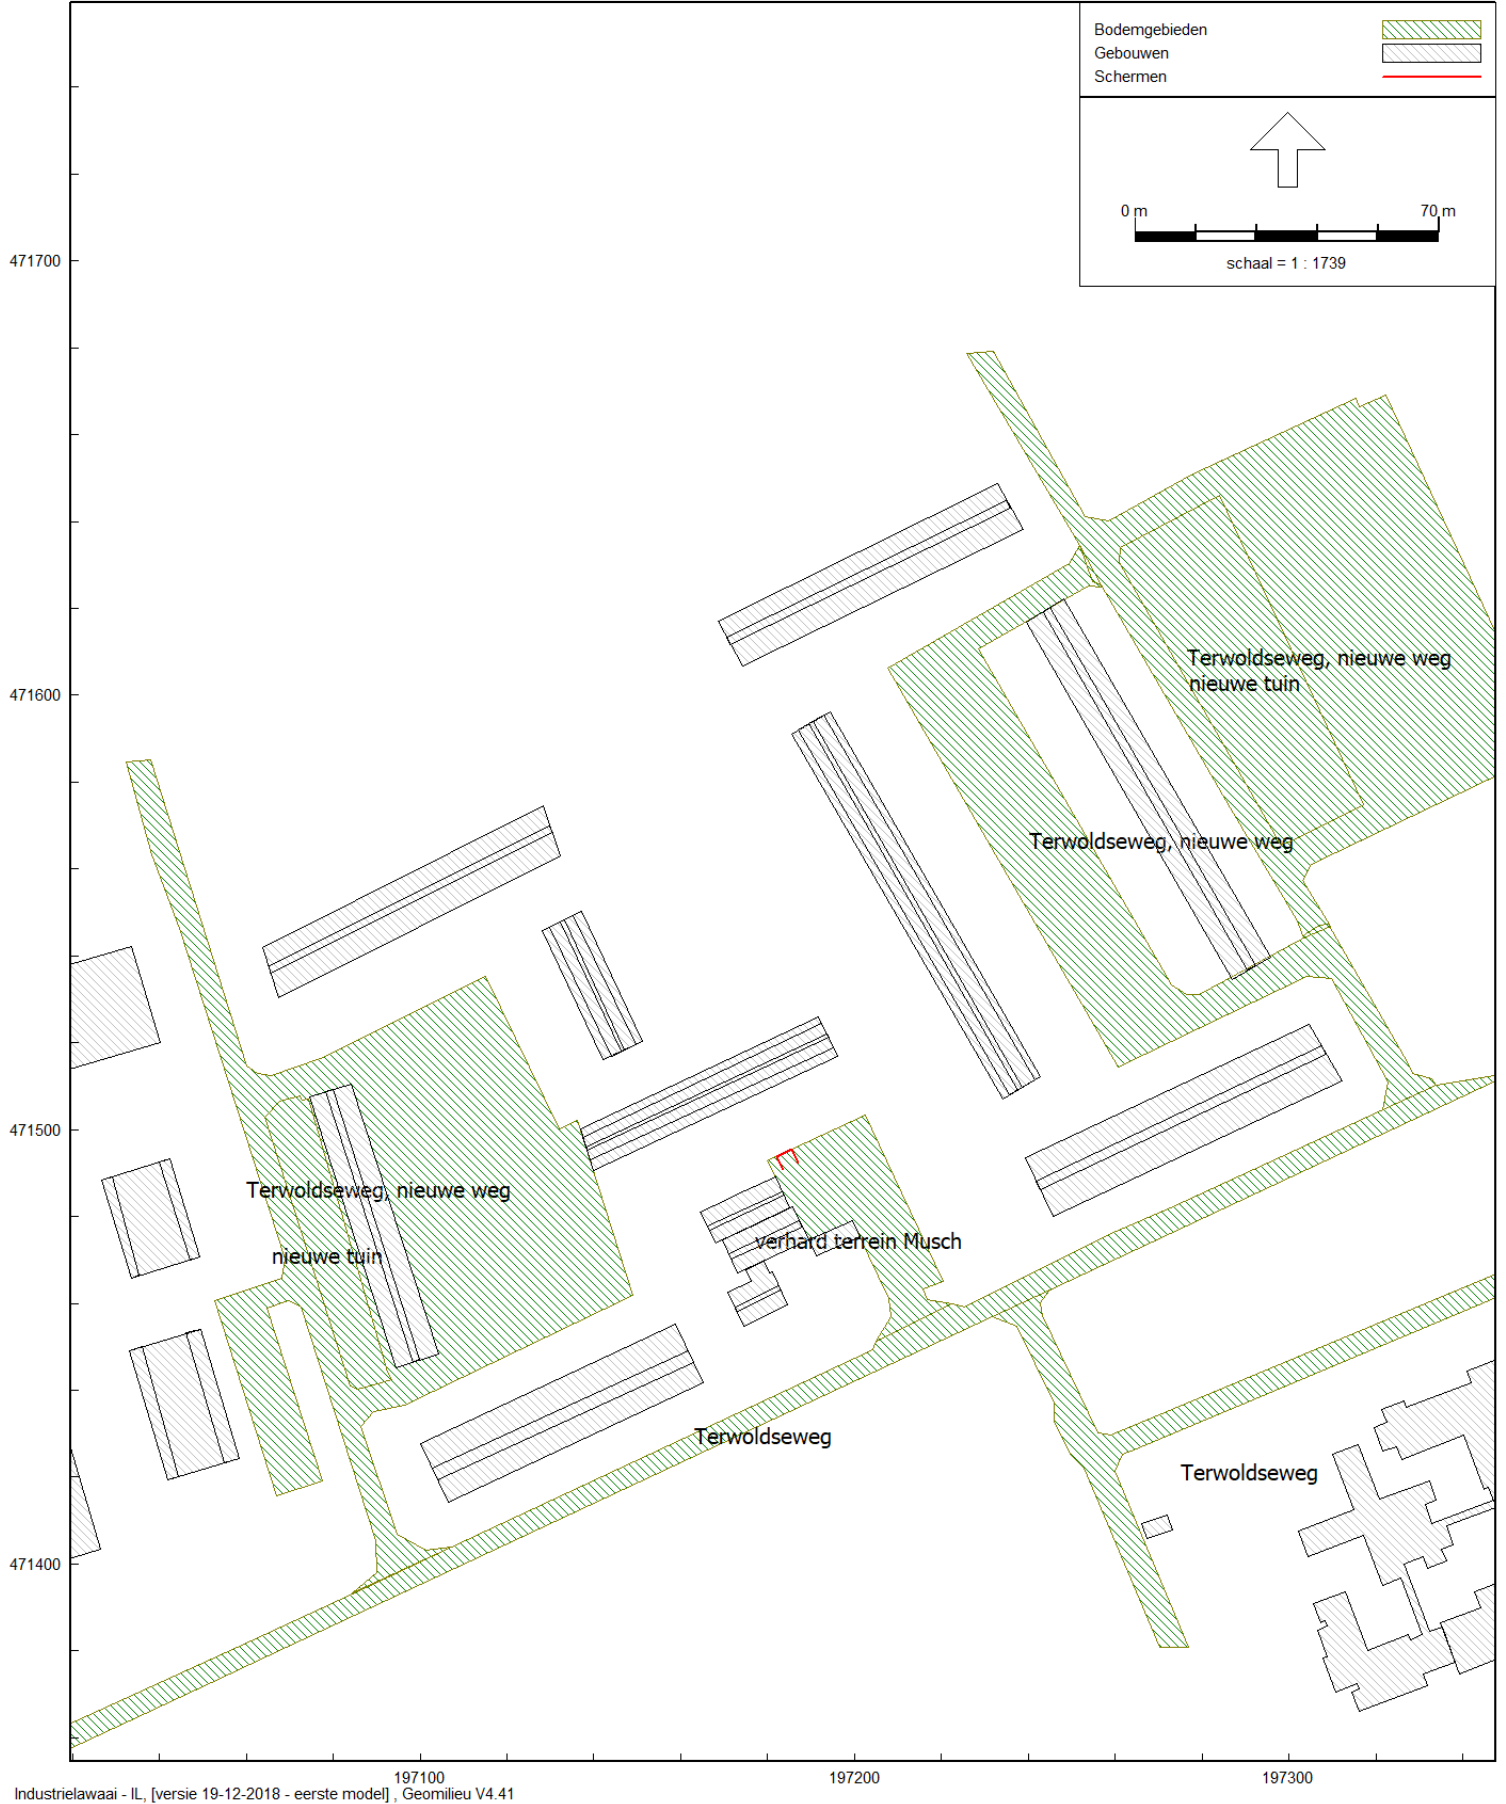 Bodemgebieden
Gebouwen
Schermen
0 m 70 m
schaal = 1 : 1739
471700
471600
471500
471400
Terwoldseweg, nieuwe weg
nieuwe tuin
Terwoldseweg, nieuwe weg
Terwoldseweg, nieuwe weg
nieuwe tuin
verhard terrein Musch
Terwoldseweg
Terwoldseweg
197100 197200 197300
Industrielawaai - IL, [versie 19-12-2018 - eerste model] , Geomilieu V4.41